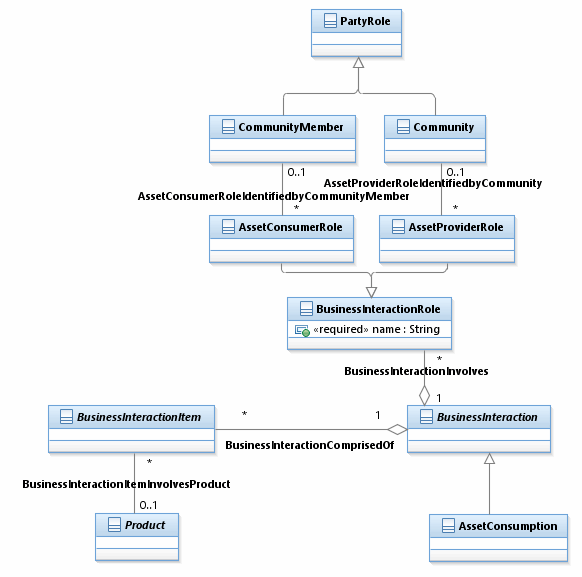 PartyRole
CommunityMember
Community
0..1
0..1
AssetProviderRoleIdentifiedbyCommunity
AssetConsumerRoleIdentifiedbyCommunityMember
*
*
AssetConsumerRole
AssetProviderRole
BusinessInteractionRole
«required» name : String
*
BusinessInteractionInvolves
1
BusinessInteractionItem
*
1
BusinessInteraction
BusinessInteractionComprisedOf
*
BusinessInteractionItemInvolvesProduct
0..1
Product
AssetConsumption